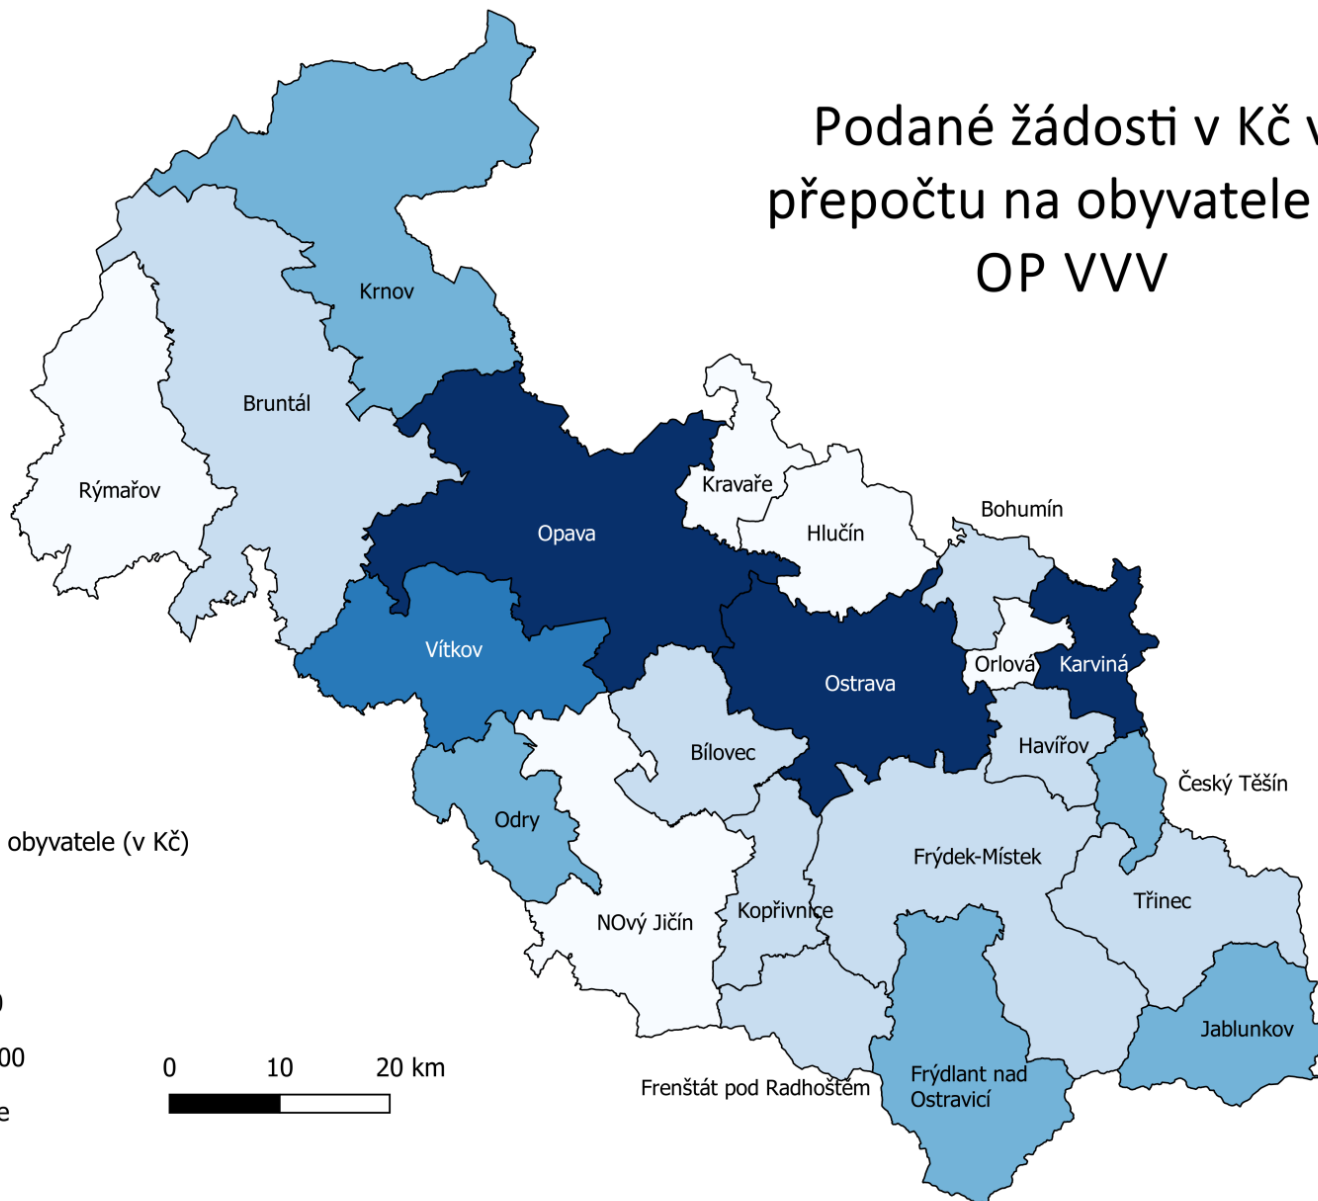 Podané žádosti v Kč v
přepočtu na obyvatele
OP VVV
Krnov
Bruntál
Rýmařov
Kravaře
Opava
Hlučín
Bohumín
Vítkov
Ostrava
Orlová
Karviná
Bílovec
Havířov
Český Těšín
Odry
obyvatele (v Kč)
Frýdek-Místek
Třinec
Kopřivnice
NOvý Jičín
0
00
e
0 10 20 km
Jablunkov
Frenštát pod Radhoštěm
Frýdlant nad
Ostravicí